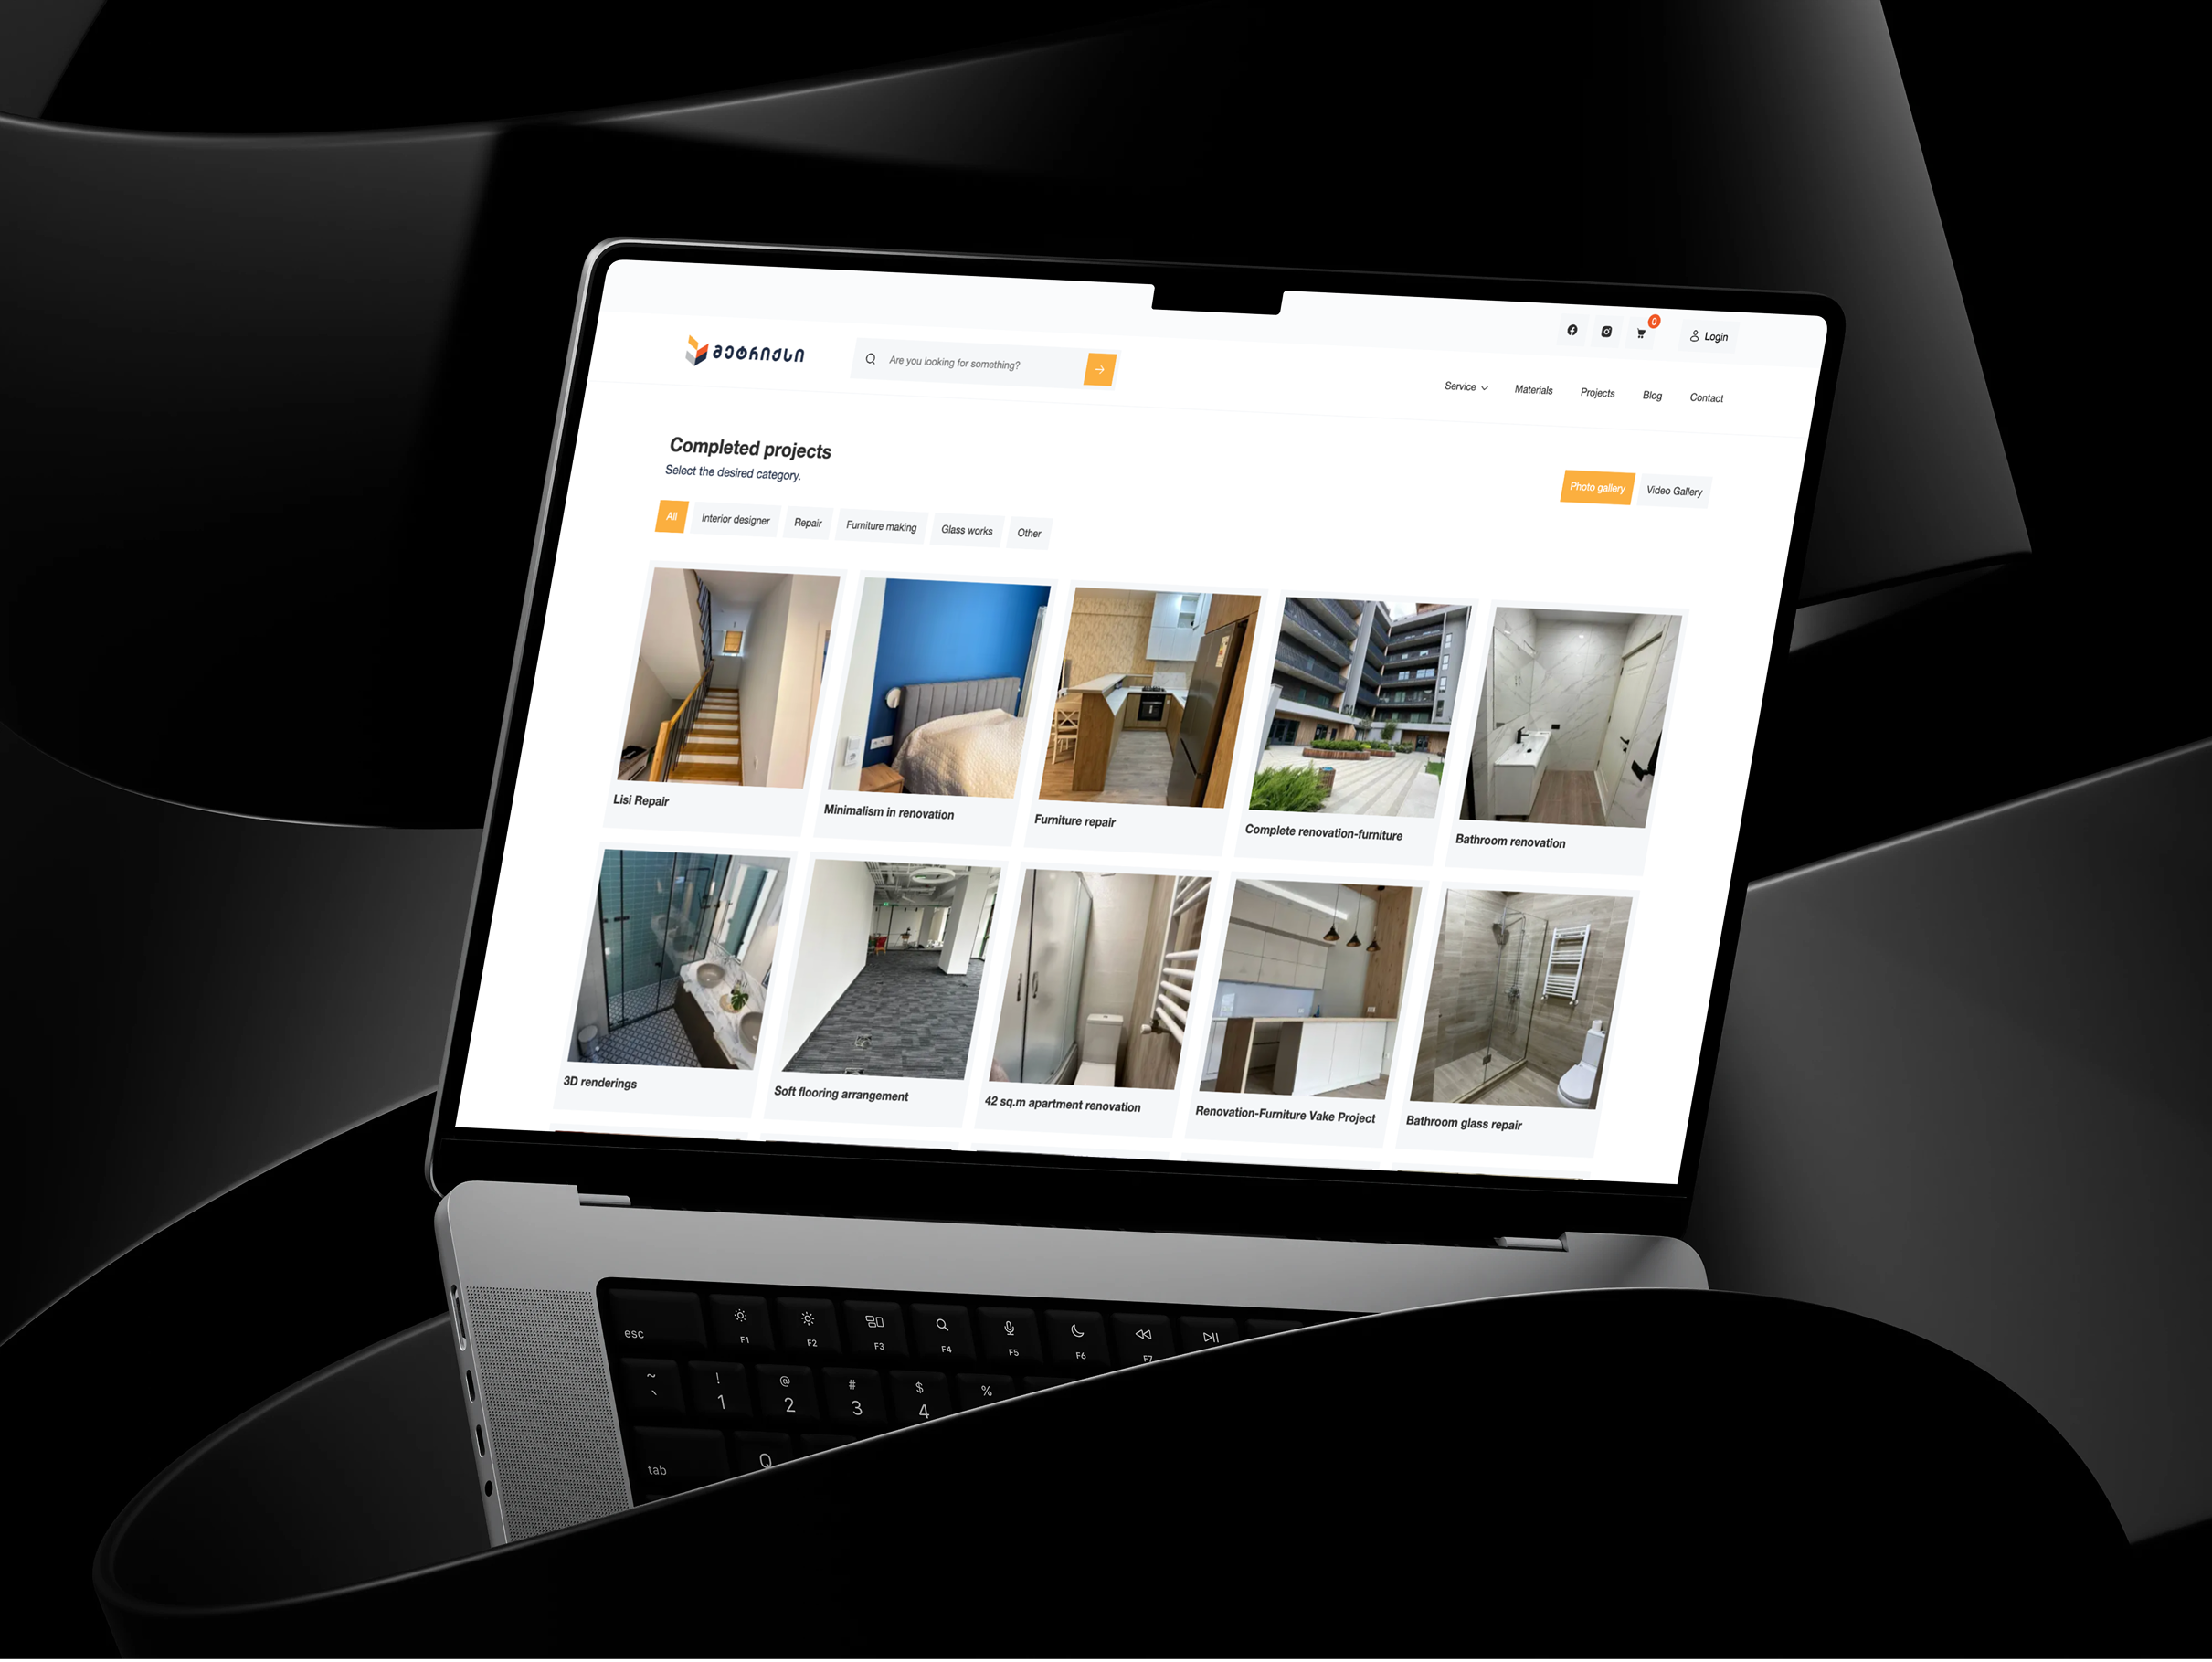 0
Login
მეტრიქსი
Are you looking for something?
Service
Materials
Projects
Blog
Contact
Completed projects
Select the desired category.
Photo gallery
Video Gallery
All
Interior designer
Repair
Furniture making
Glass works
Other
Lisi Repair
Minimalism in renovation
Furniture repair
Complete renovation-furniture
Bathroom renovation
3D renderings
Soft flooring arrangement
42 sq.m apartment renovation
Renovation-Furniture Vake Project
Bathroom glass repair
esc
F1
F2
F3
F4
F5
F6
F7
~
`
!
1
@
2
#
3
$
4
%
tab
Q